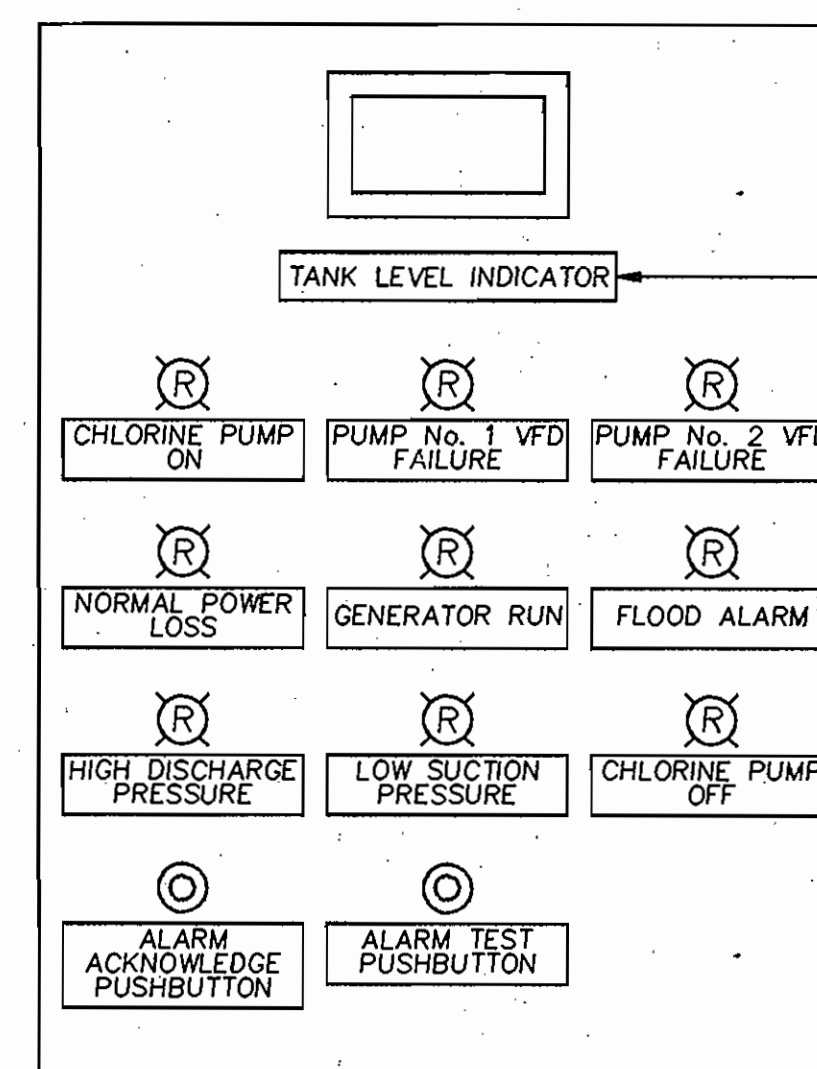 TANK LEVEL INDICATOR
R
R
R
CHLORINE PUMP
ON
PUMP No. 1 VFD
FAILURE
PUMP No. 2 VFD
FAILURE
R
R
R
NORMAL POWER
LOSS
GENERATOR RUN
FLOOD ALARM
R
R
R
HIGH DISCHARGE
PRESSURE
LOW SUCTION
PRESSURE
CHLORINE PUMP
OFF
ALARM
ACKNOWLEDGE
PUSHBUTTON
ALARM TEST
PUSHBUTTON